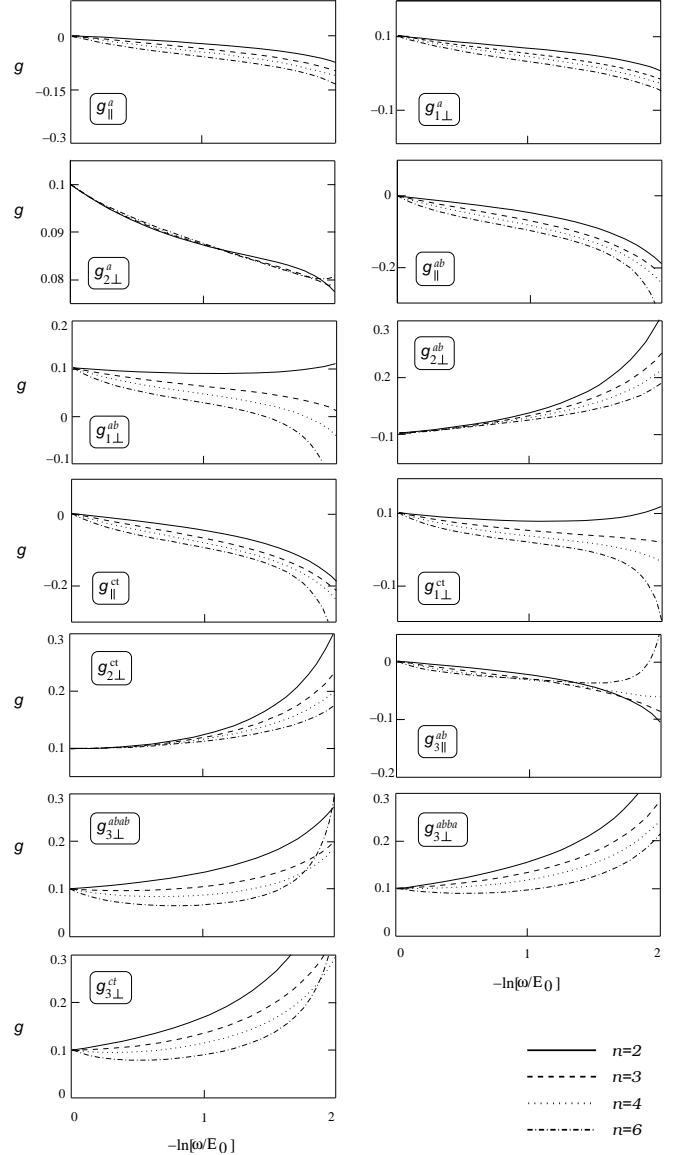 g
0
−0.15
−0.3
g∥^a
0.1
−0.1
g1⊥^a
g
0.1
0.09
0.08
g2⊥^a
0
−0.2
g∥^ab
g
0.2
0.1
0
−0.1
g1⊥^ab
0.3
0.2
−0.1
g2⊥^ab
g
0
−0.2
g∥^ct
0.1
−0.1
g1⊥^ct
g
0.3
0.2
0.1
g2⊥^ct
0
−0.1
−0.2
g3∥^ab
g
0.3
0.2
0.1
0
g3⊥^abab
0.3
0.2
0.1
0
g3⊥^abba
0 1 2
−ln[ω/E0]
g
0.3
0.2
0.1
0
g3⊥^ct
0 1 2
−ln[ω/E0]
n=2
n=3
n=4
n=6